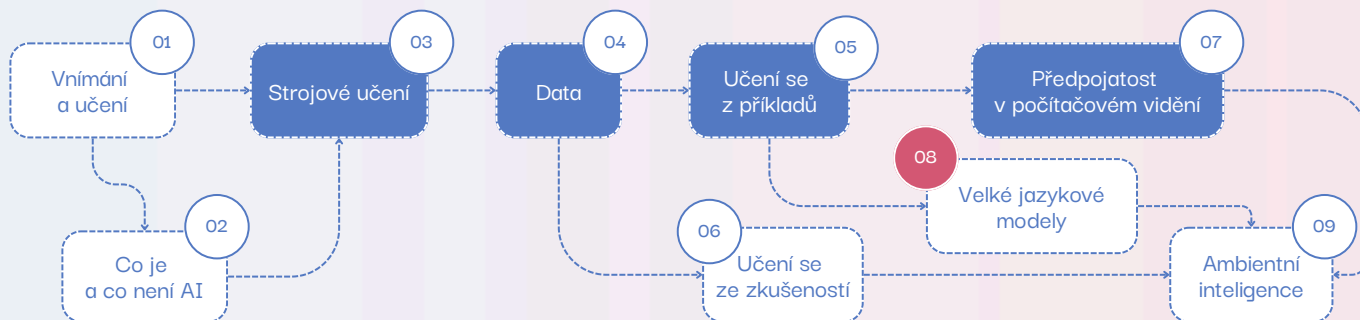 01
Vnímání
a učení
03
Strojové učení
04
Data
05
Učení se
z příkladů
07
Předpojatost
v počítačovém vidění
08
Velké jazykové
modely
02
Co je
a co není AI
06
Učení se
ze zkušeností
09
Ambientní
inteligence